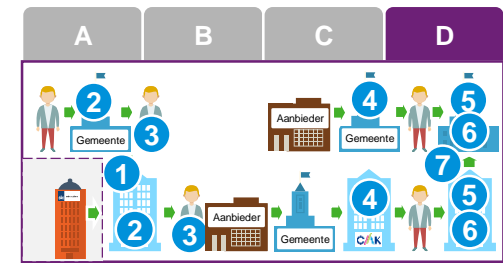 A B C D
2 4 5
Aanbieder
Gemeente 3 Gemeente 6
1 7
2 3 Aanbieder 4 5
Gemeente CAK 6